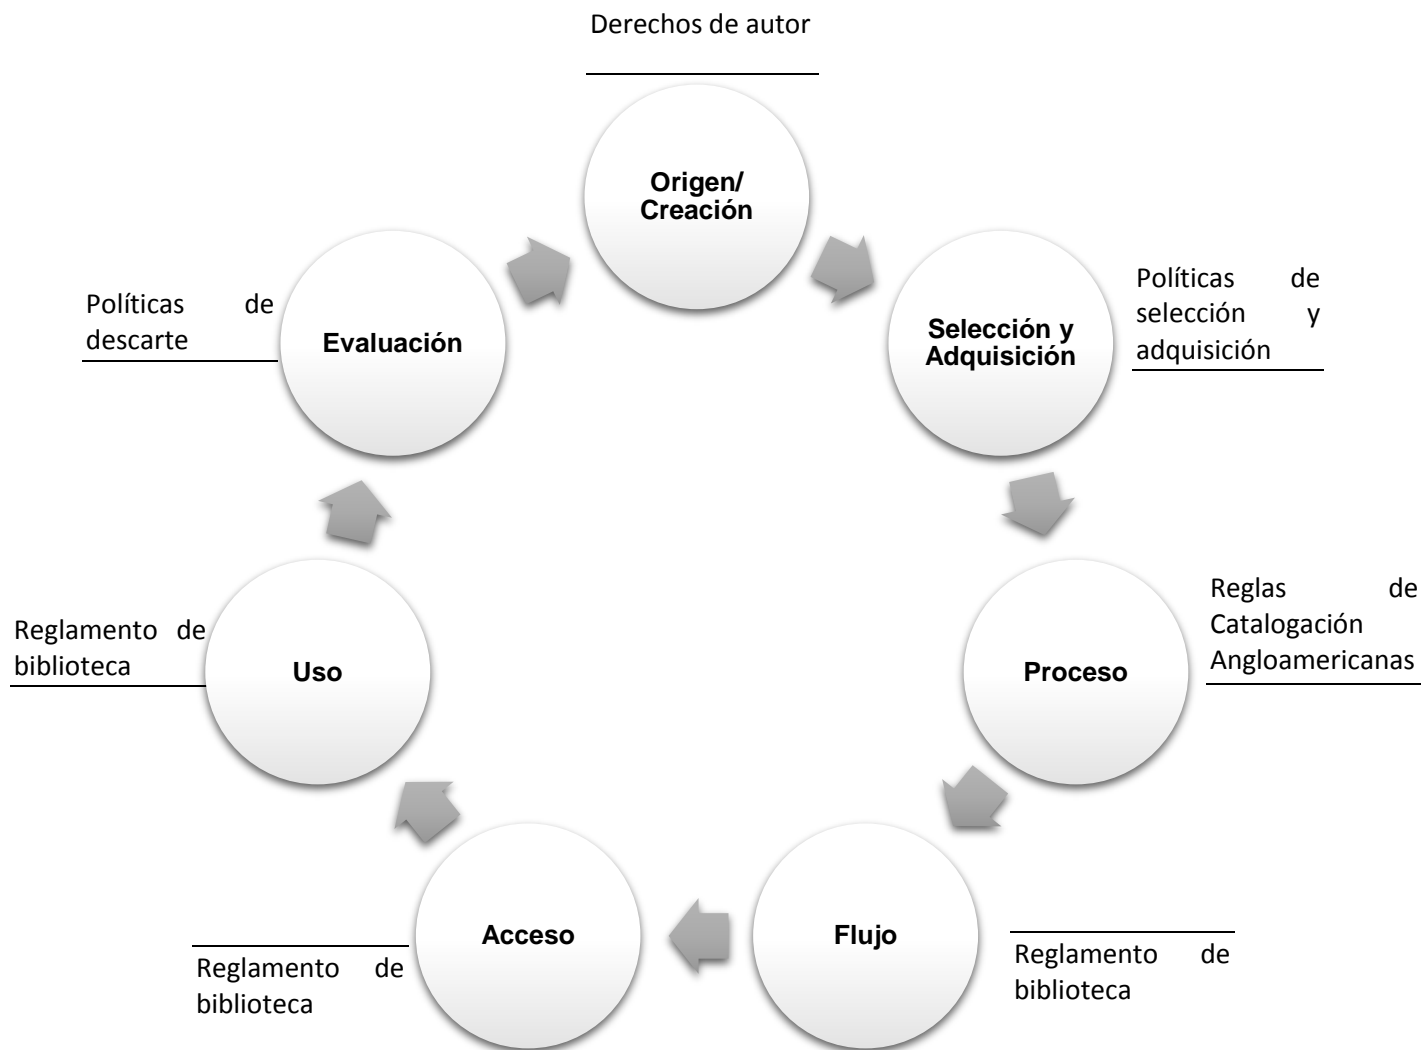 Derechos de autor
Origen/
Creación
Políticas de
selección y
adquisición
Selección y
Adquisición
Políticas de
descarte
Evaluación
Reglas de
Catalogación
Angloamericanas
Proceso
Reglamento de
biblioteca
Uso
Acceso
Reglamento de
biblioteca
Flujo
Reglamento de
biblioteca